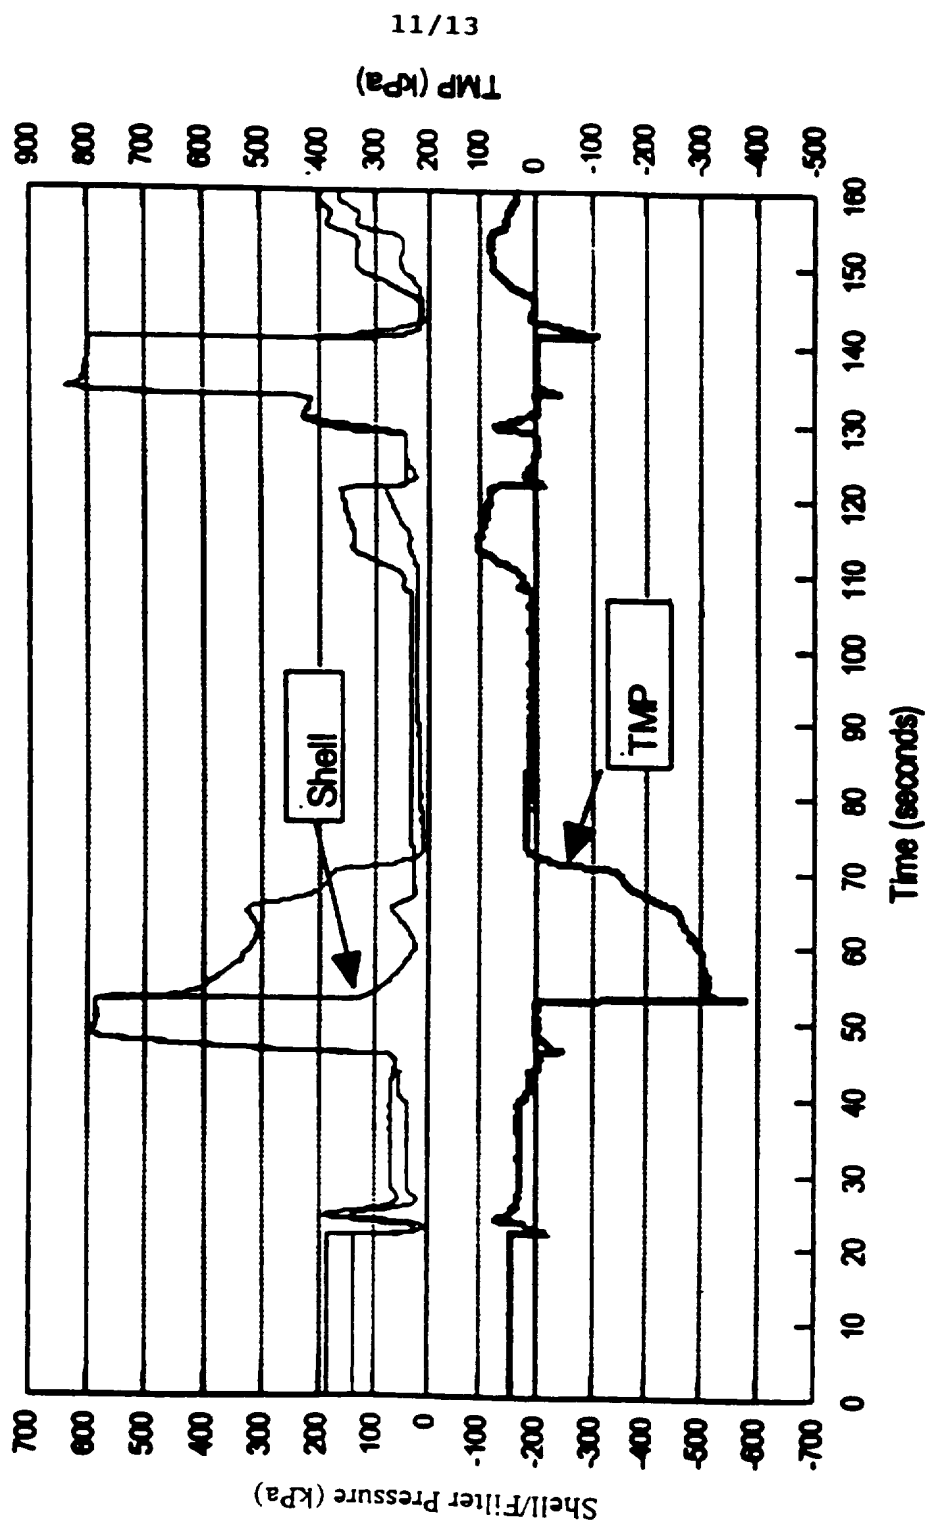 11/13
TMP (kPa)
900 800 700 600 500 400 300 200 100 0 -100 -200 -300 -400 -500
Shell
TMP
700 600 500 400 300 200 100 0 -100 -200 -300 -400 -500 -600 -700
Shell/Filter Pressure (kPa)
0 10 20 30 40 50 60 70 80 90 100 110 120 130 140 150 160
Time (seconds)